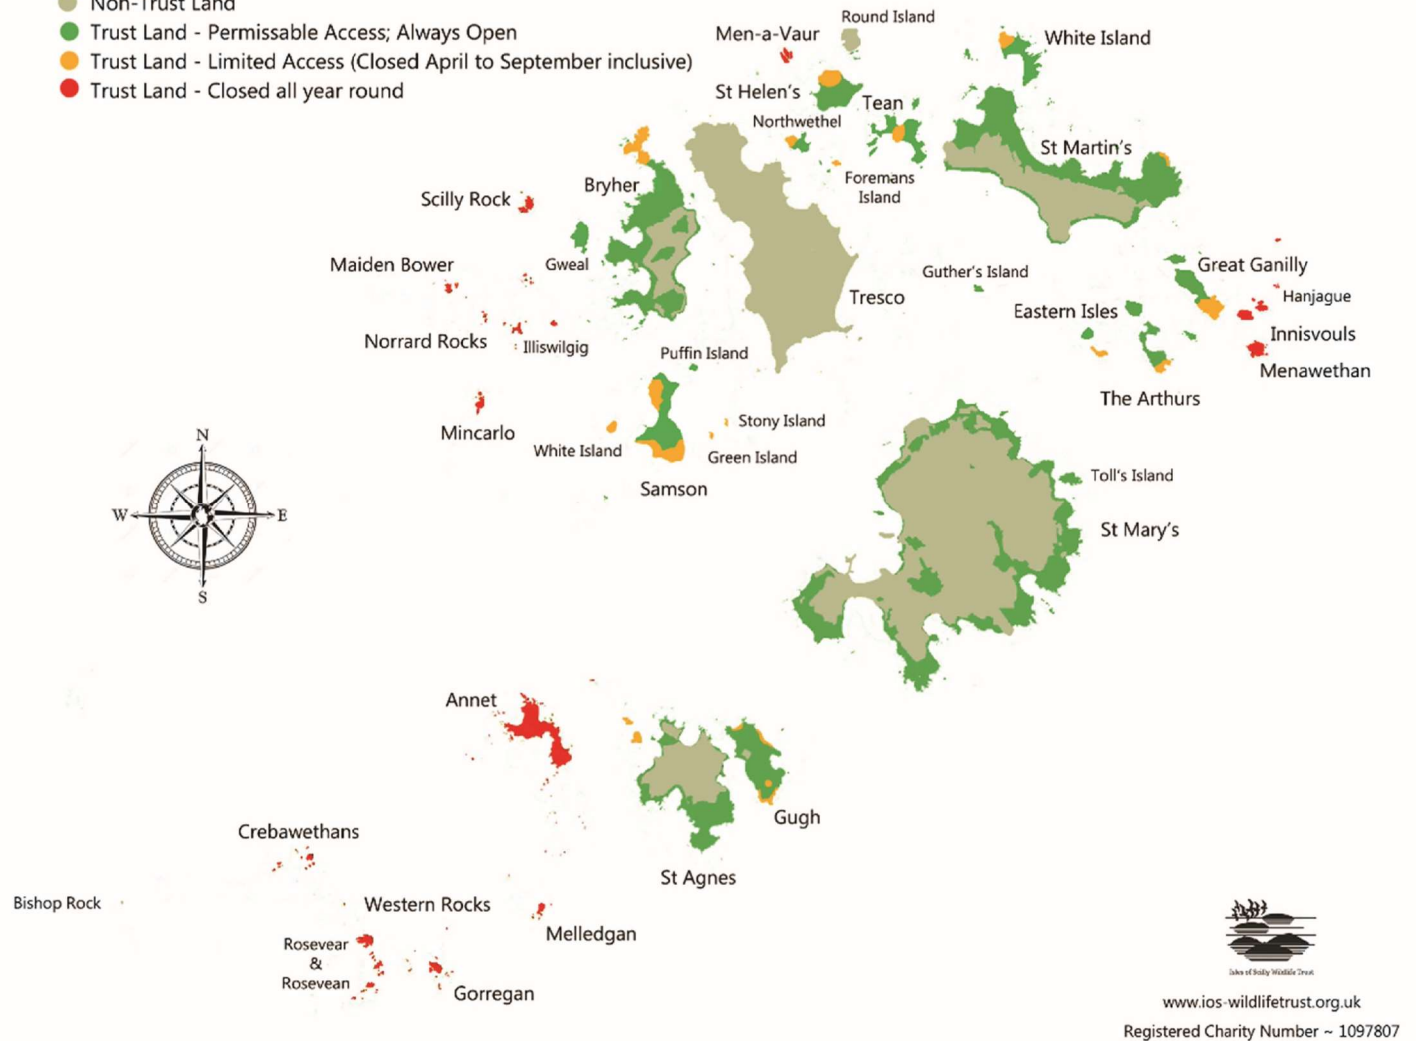 Non-Trust Land
Trust Land - Permissable Access; Always Open
Trust Land - Limited Access (Closed April to September inclusive)
Trust Land - Closed all year round
Round Island
Men-a-Vaur
White Island
St Helen's
Tean
Northwethel
St Martin's
Foremans
Island
Bryher
Scilly Rock
Gweal
Maiden Bower
Guther's Island
Great Ganilly
Tresco
Hanjague
Eastern Isles
Innisvouls
Norrard Rocks
Illiswilgig
Puffin Island
Menawethan
The Arthurs
Stony Island
Mincarlo
White Island
Green Island
Samson
Toll's Island
St Mary's
N
W
E
S
Annet
Gugh
Crebawethans
St Agnes
Bishop Rock
Western Rocks
Melledgan
Rosevear
&
Rosevean
Gorregan
Isles of Scilly Wildlife Trust
www.ios-wildlifetrust.org.uk
Registered Charity Number ~ 1097807